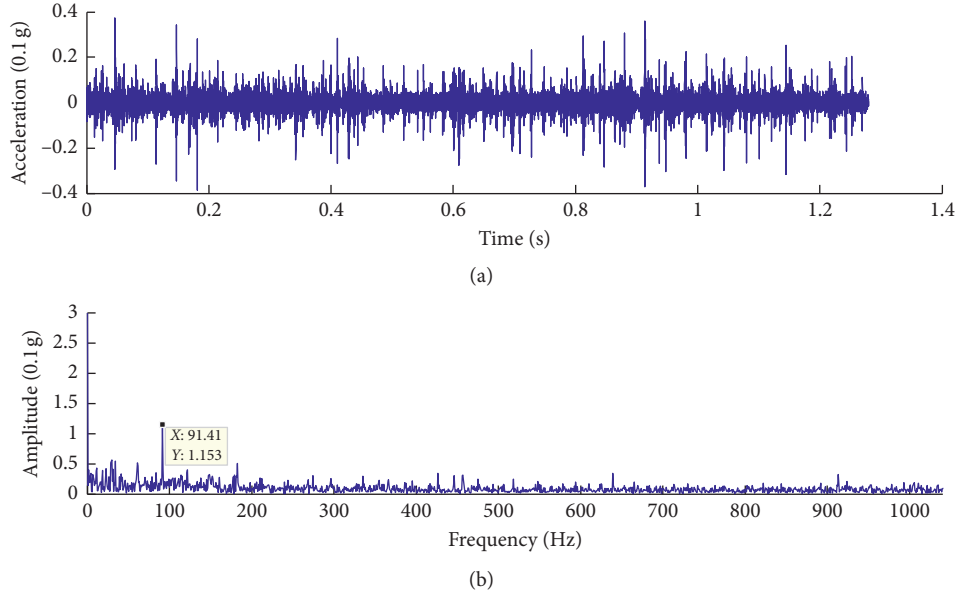 0.4
0.2
0
−0.2
−0.4
Acceleration (0.1 g)
0 0.2 0.4 0.6 0.8 1 1.2 1.4
Time (s)
(a)
3
2.5
2
1.5
1
0.5
0
Amplitude (0.1 g)
X: 91.41
Y: 1.153
0 100 200 300 400 500 600 700 800 900 1000
Frequency (Hz)
(b)